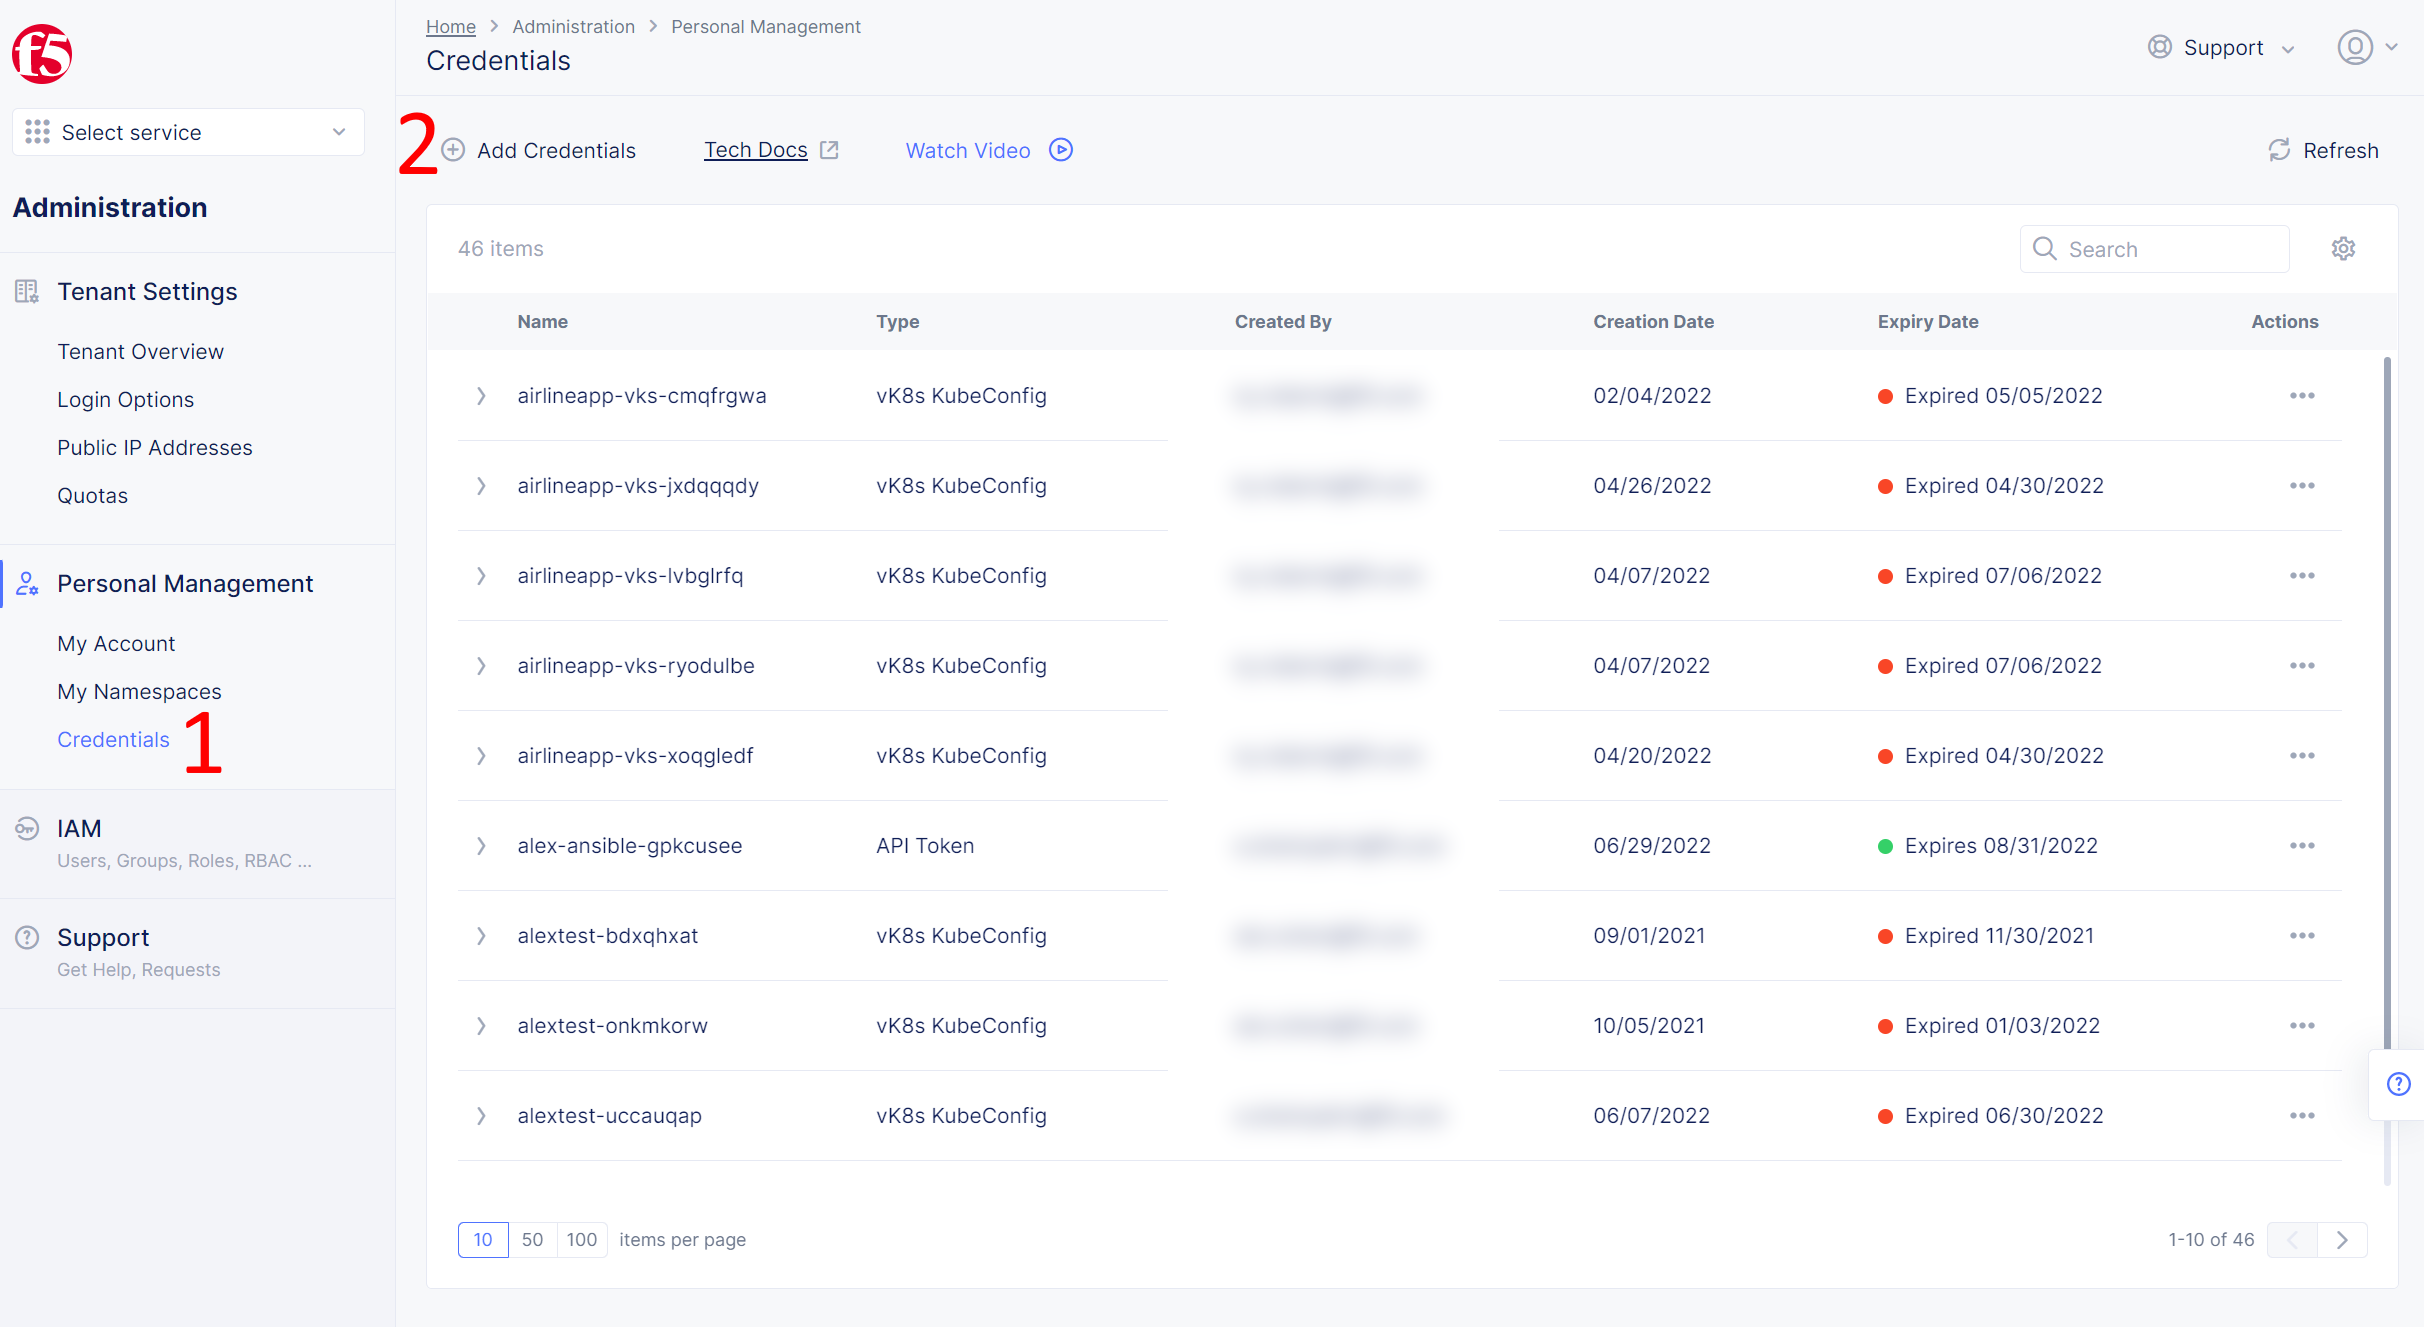 f5
Select service
Administration
Tenant Settings
Tenant Overview
Login Options
Public IP Addresses
Quotas
Personal Management
My Account
My Namespaces
Credentials 1
IAM
Users, Groups, Roles, RBAC ...
Support
Get Help, Requests
Home > Administration > Personal Management
Credentials
Support
2 Add Credentials Tech Docs Watch Video Refresh
46 items Search
Name Type Created By Creation Date Expiry Date Actions
airlineapp-vks-cmqfrgwa vK8s KubeConfig 02/04/2022 Expired 05/05/2022
airlineapp-vks-jxdqqqdy vK8s KubeConfig 04/26/2022 Expired 04/30/2022
airlineapp-vks-lvbglrfq vK8s KubeConfig 04/07/2022 Expired 07/06/2022
airlineapp-vks-ryodulbe vK8s KubeConfig 04/07/2022 Expired 07/06/2022
airlineapp-vks-xoqgledf vK8s KubeConfig 04/20/2022 Expired 04/30/2022
alex-ansible-gpkcusee API Token 06/29/2022 Expires 08/31/2022
alextest-bdxqhxat vK8s KubeConfig 09/01/2021 Expired 11/30/2021
alextest-onkmkorw vK8s KubeConfig 10/05/2021 Expired 01/03/2022
alextest-uccauqap vK8s KubeConfig 06/07/2022 Expired 06/30/2022
10 50 100 items per page 1-10 of 46